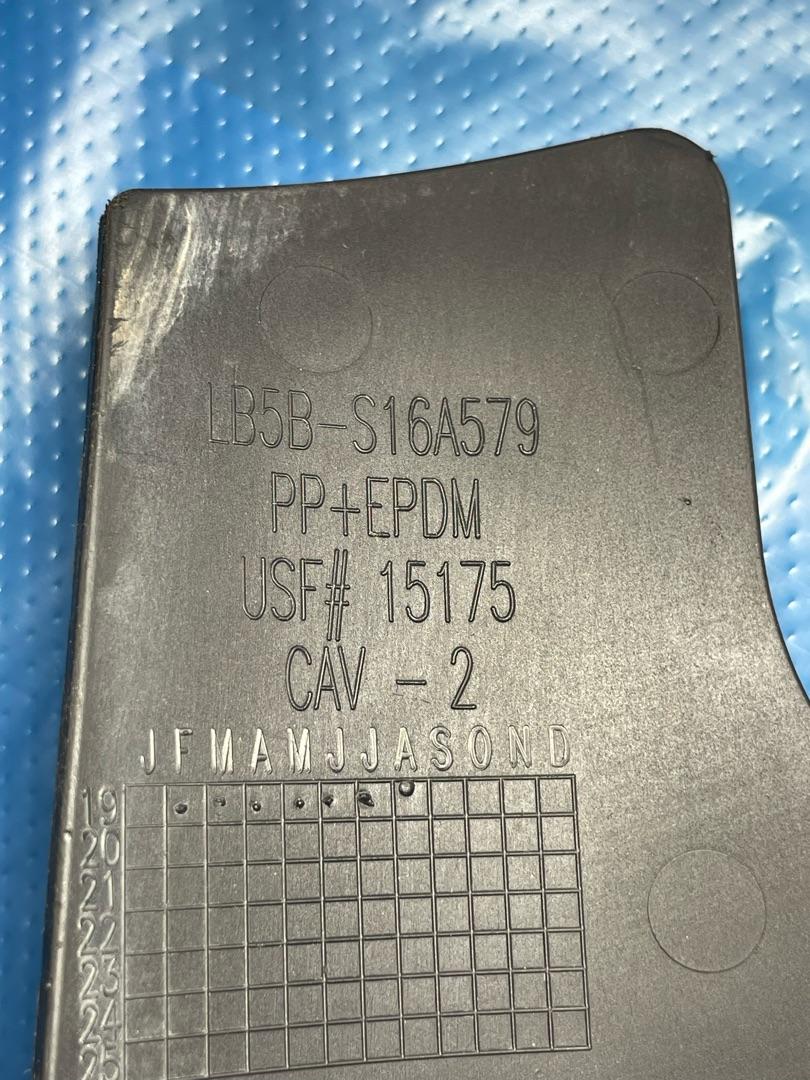 LB5B-S16A579
PP+EPDM
USF# 15175
CAV - 2
J F M A M J J A S O N D
19
20
21
22
23
24
25